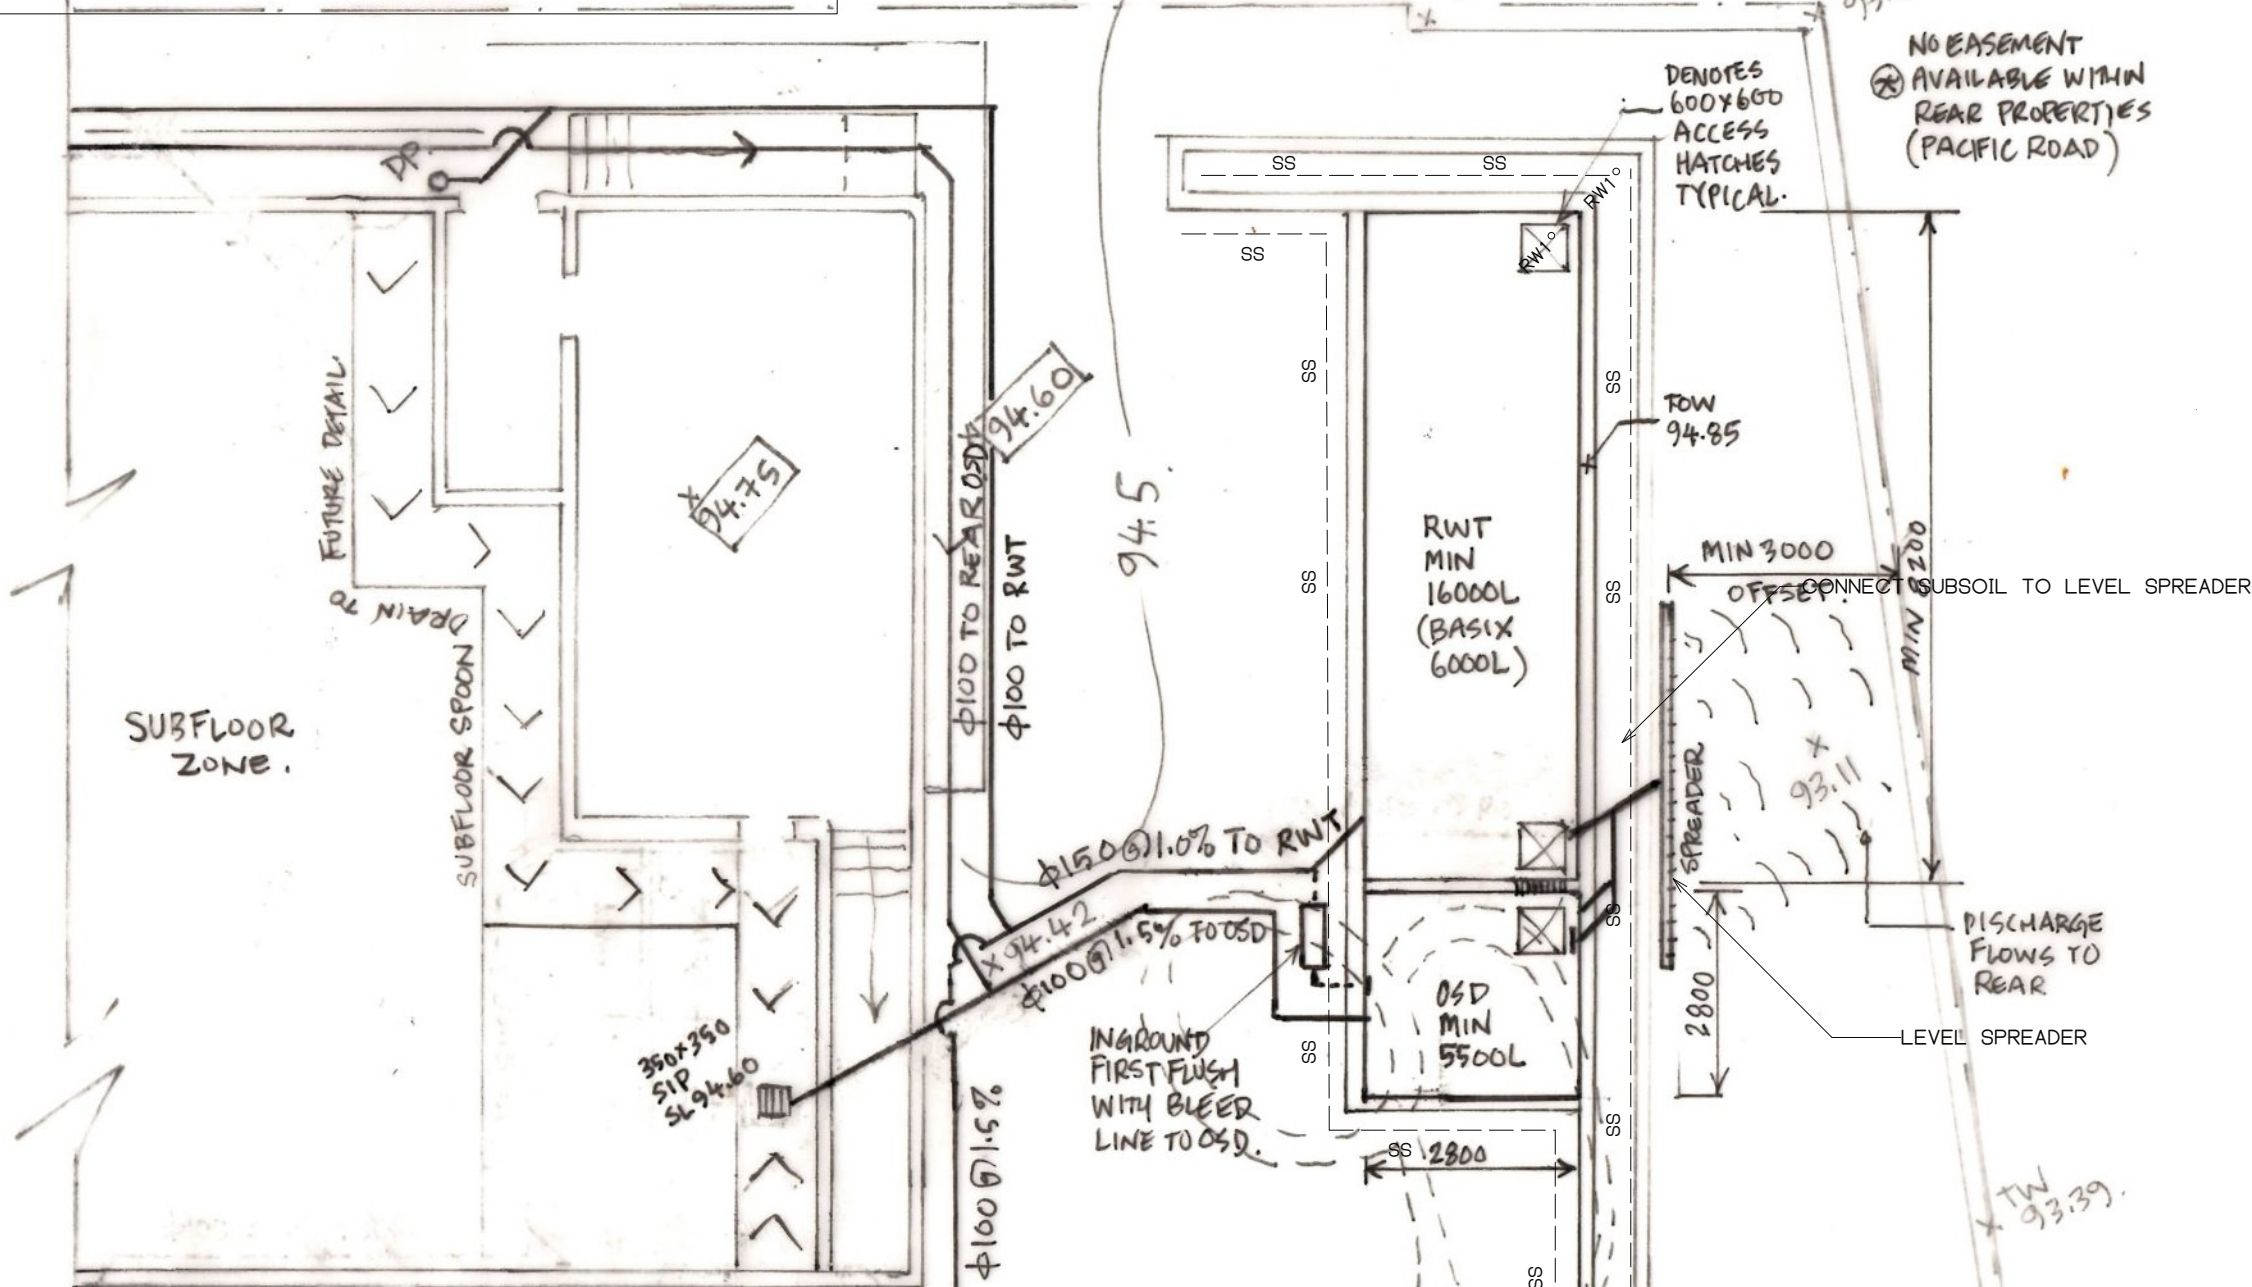 NO EASEMENT
* AVAILABLE WITHIN
REAR PROPERTIES
(PACIFIC ROAD)
DENOTES
600x600
ACCESS
HATCHES
TYPICAL.
SS
SS
RW1°
RW1°
SS
DP
94.60
94.75
FUTURE DETAIL
DRAIN TO
SUBFLOOR SPOON
SUBFLOOR
ZONE.
ϕ100 TO REAR OSD
ϕ100 TO RWT
94.5
SS
SS
SS
SS
TOW
94.85
RWT
MIN
16000L
(BASIX
6000L)
MIN 3000
OFFSET.
CONNECT SUBSOIL TO LEVEL SPREADER
MIN 8200
SPREADER
93.11
ϕ150@1.0% TO RWT
94.42
ϕ100@1.5% TO OSD
350x350
SIP
SL94.60
INGROUND
FIRST FLUSH
WITH BLEER
LINE TO OSD.
SS
OSD
MIN
5500L
SS
2800
DISCHARGE
FLOWS TO
REAR
LEVEL SPREADER
ϕ100@1.5%
SS
SS
2800
SS
TW
93.39.